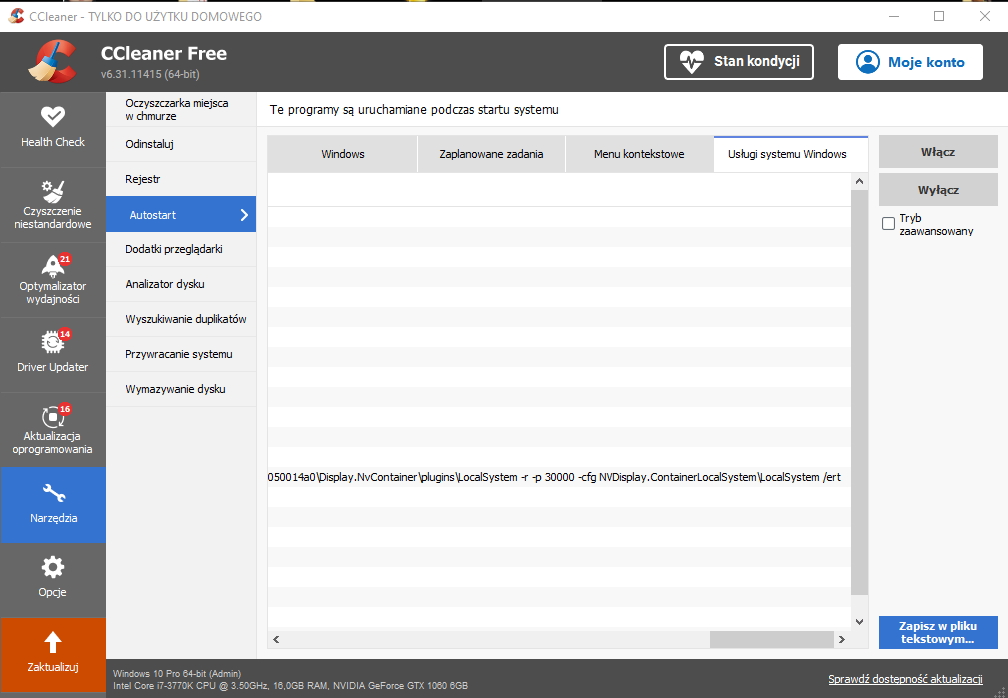 CCleaner - TYLKO DO UŻYTKU DOMOWEGO
CCleaner Free
v6.31.11415 (64-bit)
Stan kondycji
Moje konto
Health Check
Czyszczenie
niestandardowe
21
Optymalizator
wydajności
14
Driver Updater
16
Aktualizacja
oprogramowania
Narzędzia
Opcje
Zaktualizuj
Oczyszczarka miejsca
w chmurze
Odinstaluj
Rejestr
Autostart
Dodatki przeglądarki
Analizator dysku
Wyszukiwanie duplikatów
Przywracanie systemu
Wymazywanie dysku
Te programy są uruchamiane podczas startu systemu
Windows
Zaplanowane zadania
Menu kontekstowe
Usługi systemu Windows
050014a0\Display.NvContainer\plugins\LocalSystem -r -p 30000 -cfg NVDisplay.ContainerLocalSystem\LocalSystem /ert
Włącz
Wyłącz
Tryb
zaawansowany
Zapisz w pliku
tekstowym...
Windows 10 Pro 64-bit (Admin)
Intel Core i7-3770K CPU @ 3.50GHz, 16,0GB RAM, NVIDIA GeForce GTX 1060 6GB
Sprawdź dostępność aktualizacji